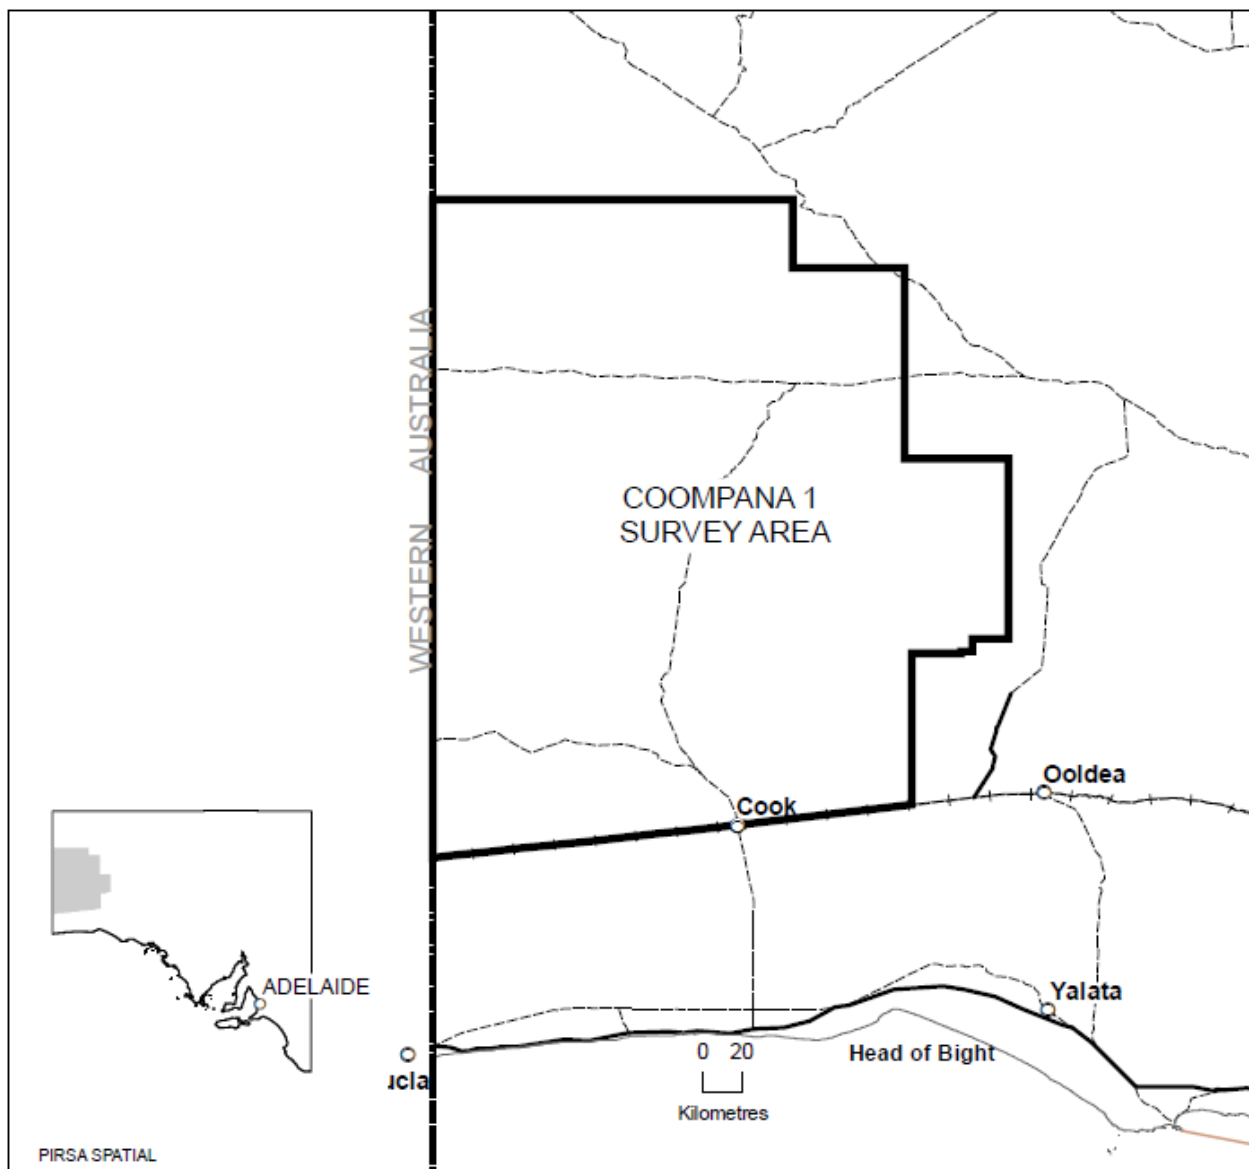 WESTERN AUSTRALIA
COOMPANA 1
SURVEY AREA
Ooldea
Cook
ADELAIDE
Yalata
Head of Bight
ucla
0 20
Kilometres
PIRSA SPATIAL